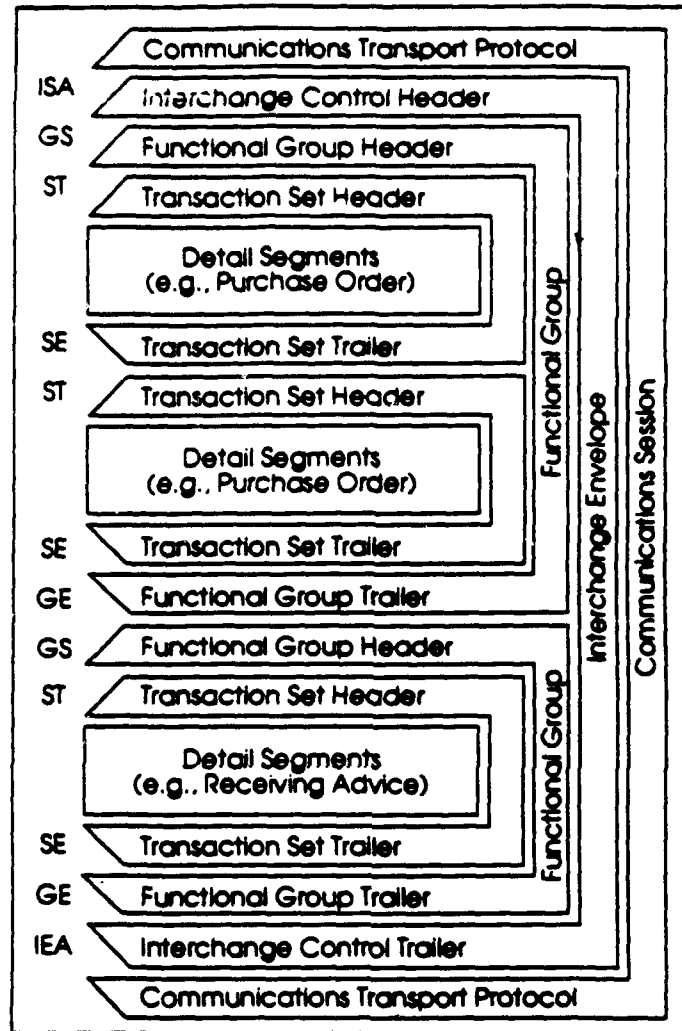 Communications Transport Protocol
ISA Interchange Control Header
GS Functional Group Header
ST Transaction Set Header
Detail Segments
(e.g., Purchase Order)
SE Transaction Set Trailer
ST Transaction Set Header
Detail Segments
(e.g., Purchase Order)
SE Transaction Set Trailer
GE Functional Group Trailer
Functional Group
GS Functional Group Header
ST Transaction Set Header
Detail Segments
(e.g., Receiving Advice)
SE Transaction Set Trailer
GE Functional Group Trailer
Functional Group
IEA Interchange Control Trailer
Interchange Envelope
Communications Transport Protocol
Communications Session